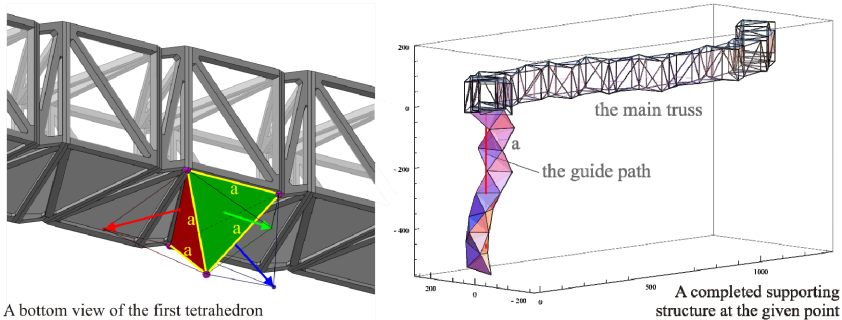 a
a
a
a
A bottom view of the first tetrahedron
200
0
- 200
- 400
200
0
- 200
0
500
1000
the main truss
a
the guide path
A completed supporting
structure at the given point